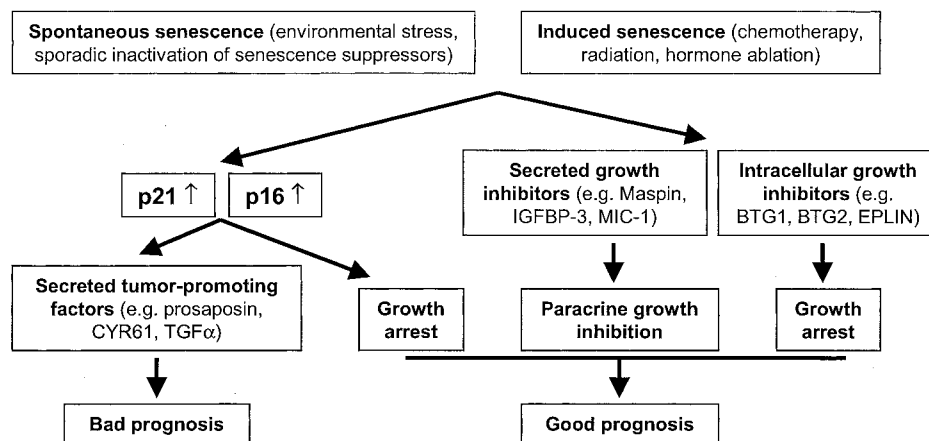 Spontaneous senescence (environmental stress,
sporadic inactivation of senescence suppressors)
Induced senescence (chemotherapy,
radiation, hormone ablation)
p21 ↑
p16 ↑
Secreted growth
inhibitors (e.g. Maspin,
IGFBP-3, MIC-1)
Intracellular growth
inhibitors (e.g.
BTG1, BTG2, EPLIN)
Secreted tumor-promoting
factors (e.g. prosaposin,
CYR61, TGFα)
Growth
arrest
Paracrine growth
inhibition
Growth
arrest
Bad prognosis
Good prognosis